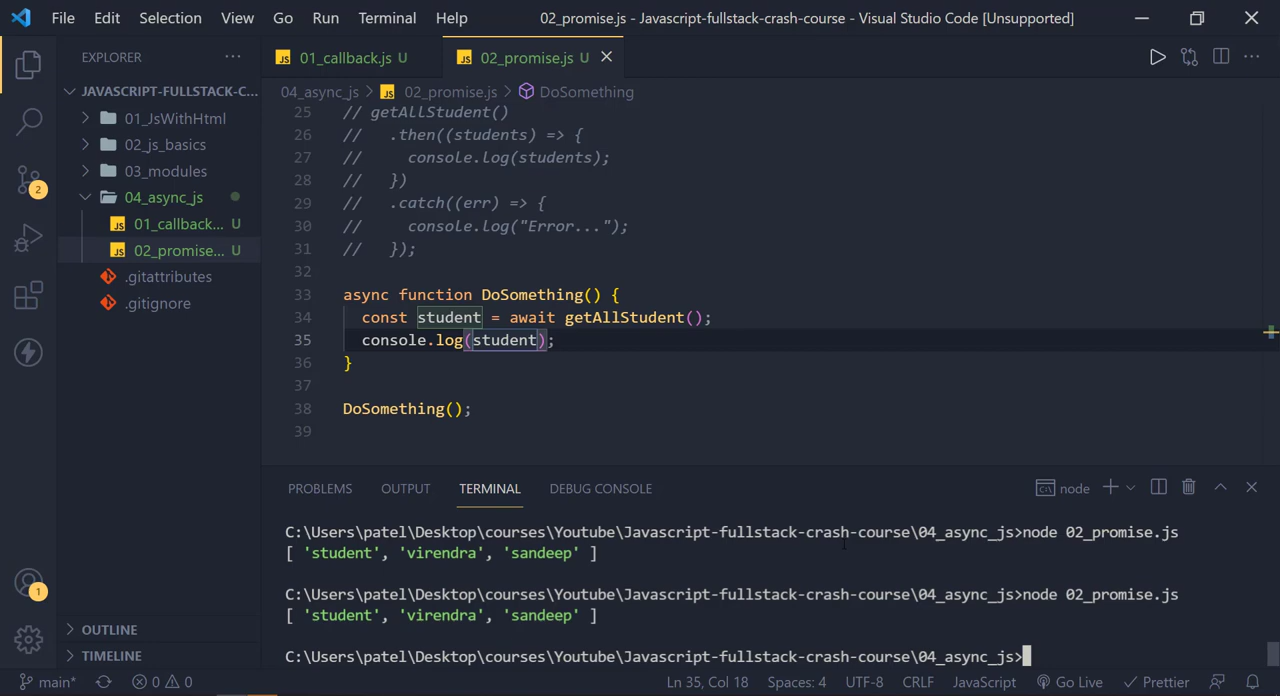 File Edit Selection View Go Run Terminal Help 02_promise.js - Javascript-fullstack-crash-course - Visual Studio Code [Unsupported]
EXPLORER ...
JS 01_callback.js U JS 02_promise.js U
JAVASCRIPT-FULLSTACK-C...
01_JsWithHtml
02_js_basics
03_modules
04_async_js
JS 01_callback... U
JS 02_promise... U
.gitattributes
.gitignore
OUTLINE
TIMELINE
2
1
04_async_js > JS 02_promise.js > DoSomething
25 // getAllStudent()
26 //   .then((students) => {
27 //     console.log(students);
28 //   })
29 //   .catch((err) => {
30 //     console.log("Error...");
31 //   });
32
33 async function DoSomething() {
34   const student = await getAllStudent();
35   console.log(student);
36 }
37
38 DoSomething();
39
PROBLEMS OUTPUT TERMINAL DEBUG CONSOLE node
C:\Users\patel\Desktop\courses\Youtube\Javascript-fullstack-crash-course\04_async_js>node 02_promise.js
[ 'student', 'virendra', 'sandeep' ]
C:\Users\patel\Desktop\courses\Youtube\Javascript-fullstack-crash-course\04_async_js>node 02_promise.js
[ 'student', 'virendra', 'sandeep' ]
C:\Users\patel\Desktop\courses\Youtube\Javascript-fullstack-crash-course\04_async_js>
main* 0 0 Ln 35, Col 18 Spaces: 4 UTF-8 CRLF JavaScript Go Live Prettier